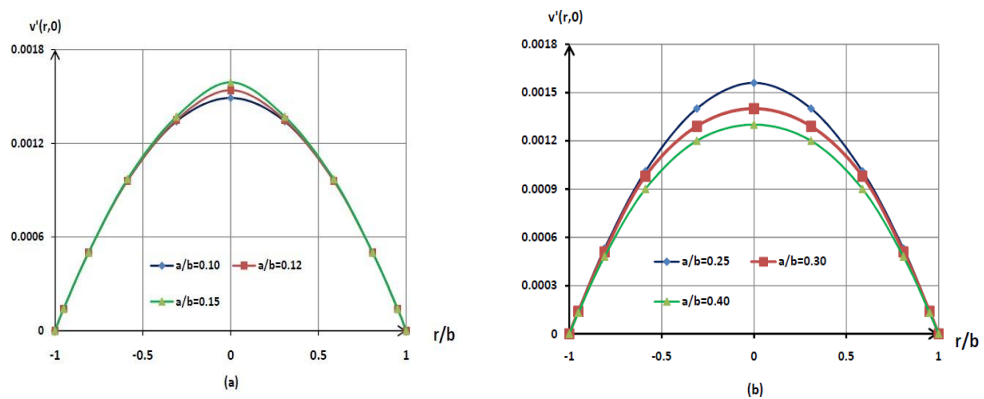 v'(r,0)
0.0018
0.0012
0.0006
0
a/b=0.10
a/b=0.12
a/b=0.15
-1
-0.5
0
0.5
1
r/b
(a)
v'(r,0)
0.0018
0.0015
0.0012
0.0009
0.0006
0.0003
0
a/b=0.25
a/b=0.30
a/b=0.40
-1
-0.5
0
0.5
1
r/b
(b)